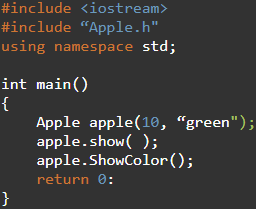 #include <iostream>
#include “Apple.h"
using namespace std;
int main()
{
Apple apple(10, “green");
apple.show( );
apple.ShowColor();
return 0:
}